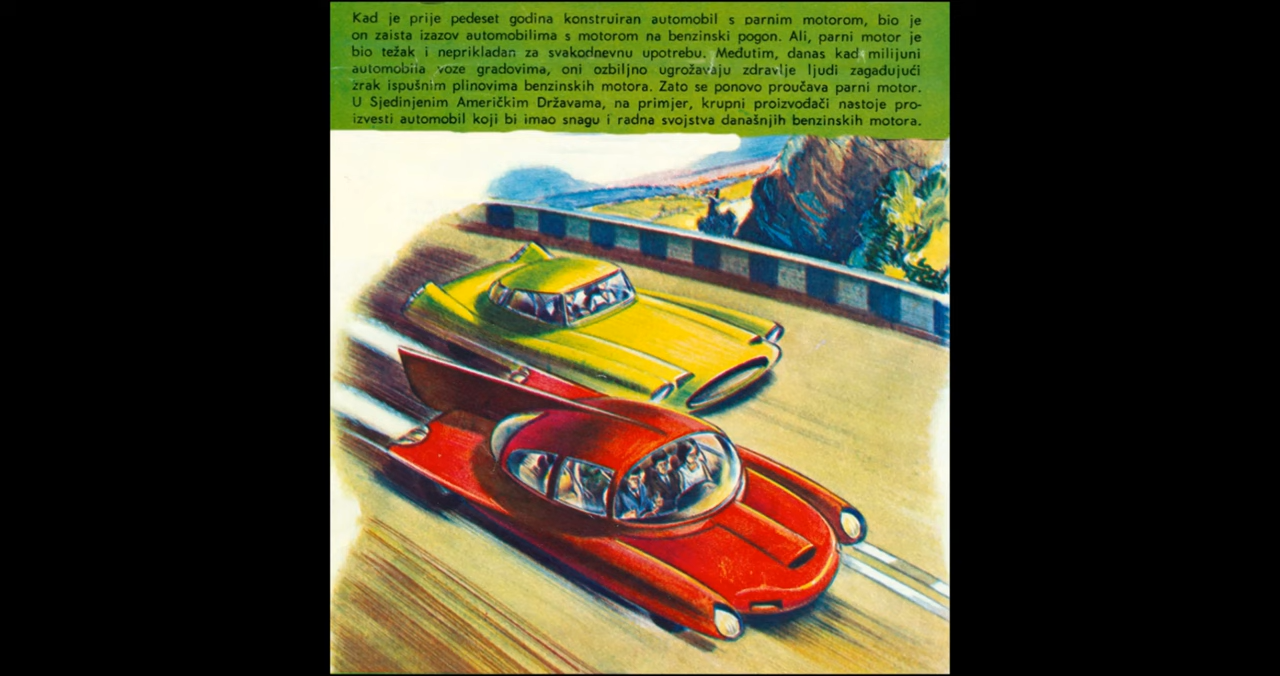 Kad je prije pedeset godina konstruiran automobil s parnim motorom, bio je
on zaista izazov automobilima s motorom na benzinski pogon. Ali, parni motor je
bio težak i neprikladan za svakodnevnu upotrebu. Međutim, danas kad milijuni
automobila voze gradovima, oni ozbiljno ugrožavaju zdravlje ljudi zagađujući
zrak ispušnim plinovima benzinskih motora. Zato se ponovo proučava parni motor.
U Sjedinjenim Američkim Državama, na primjer, krupni proizvođači nastoje pro-
izvesti automobil koji bi imao snagu i radna svojstva današnjih benzinskih motora.